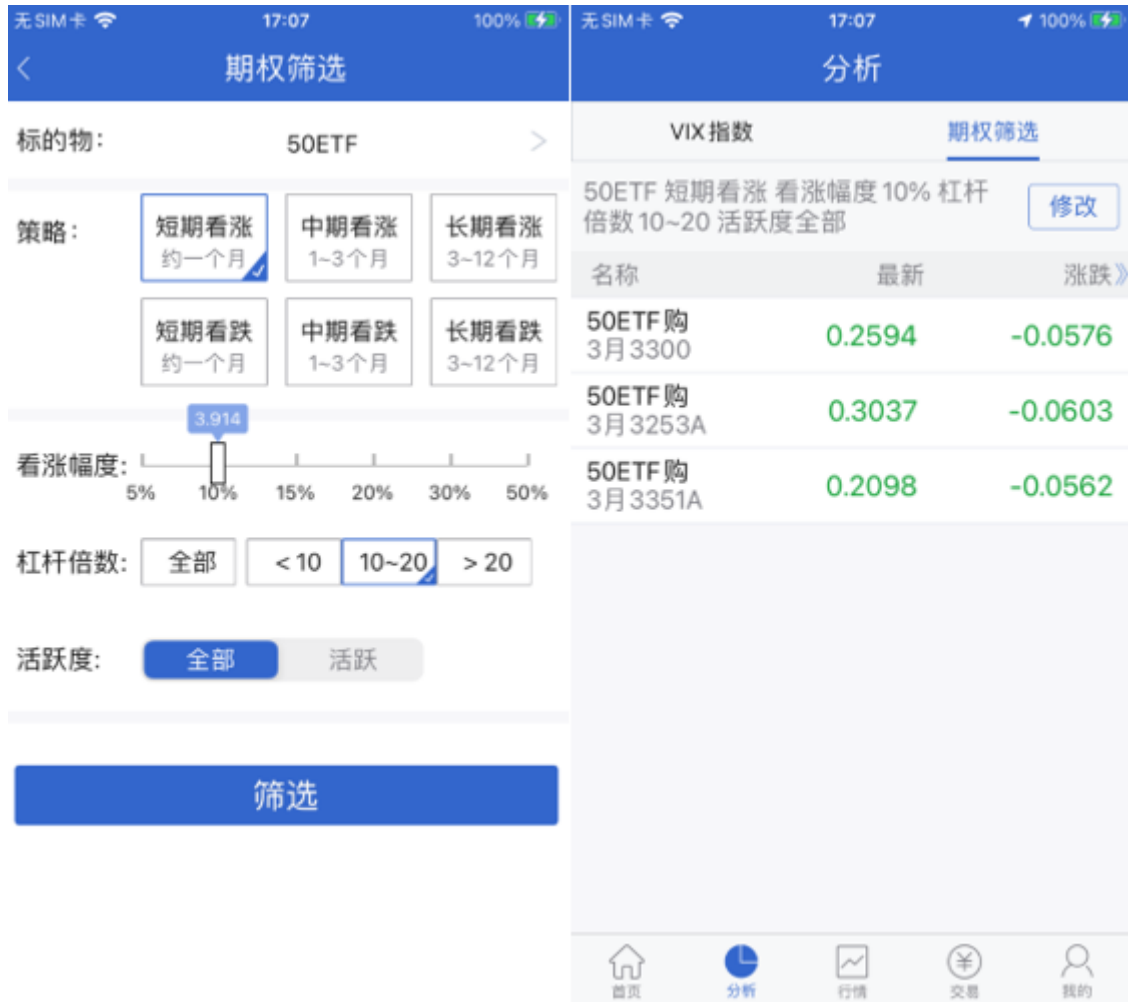 无SIM卡 17:07 100%
期权筛选
标的物: 50ETF
策略: 短期看涨 中期看涨 长期看涨
约一个月 1~3个月 3~12个月
短期看跌 中期看跌 长期看跌
约一个月 1~3个月 3~12个月
3.914
看涨幅度:
5% 10% 15% 20% 30% 50%
杠杆倍数: 全部 < 10 10~20 > 20
活跃度: 全部 活跃
筛选
无SIM卡 17:07 100%
分析
VIX指数 期权筛选
50ETF 短期看涨 看涨幅度10% 杠杆
倍数10~20 活跃度全部
修改
名称 最新 涨跌》
50ETF购 0.2594 -0.0576
3月3300
50ETF购 0.3037 -0.0603
3月3253A
50ETF购 0.2098 -0.0562
3月3351A
首页 分析 行情 交易 我的